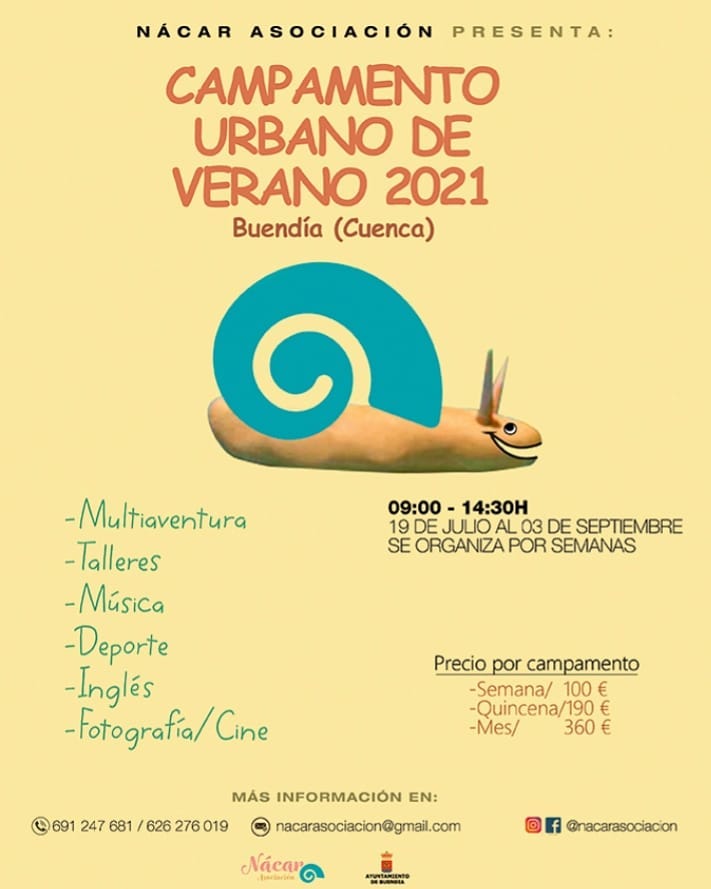 NÁCAR ASOCIACIÓN PRESENTA:
CAMPAMENTO
URBANO DE
VERANO 2021
Buendía (Cuenca)
-Multiaventura
-Talleres
-Música
-Deporte
-Inglés
-Fotografía/Cine
09:00 - 14:30H
19 DE JULIO AL 03 DE SEPTIEMBRE
SE ORGANIZA POR SEMANAS
Precio por campamento
-Semana/ 100 €
-Quincena/190 €
-Mes/ 360 €
MÁS INFORMACIÓN EN:
691 247 681 / 626 276 019 nacarasociacion@gmail.com @nacarasociacion
Nácar
Asociación
AYUNTAMIENTO
DE BUENDÍA